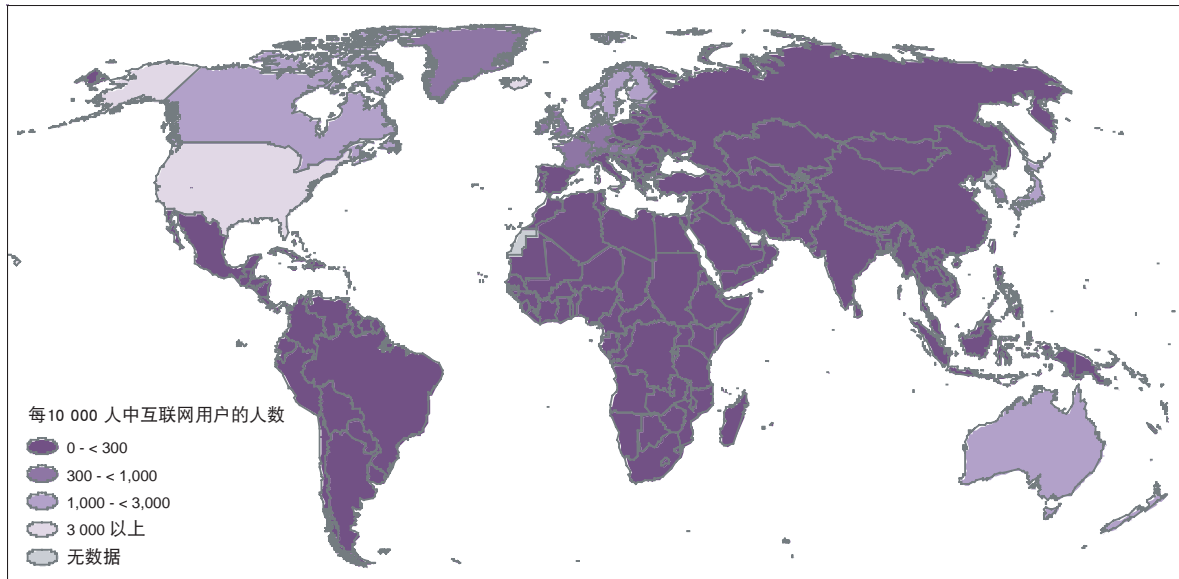 每10 000 人中互联网用户的人数
0 - < 300
300 - < 1,000
1,000 - < 3,000
3 000 以上
无数据